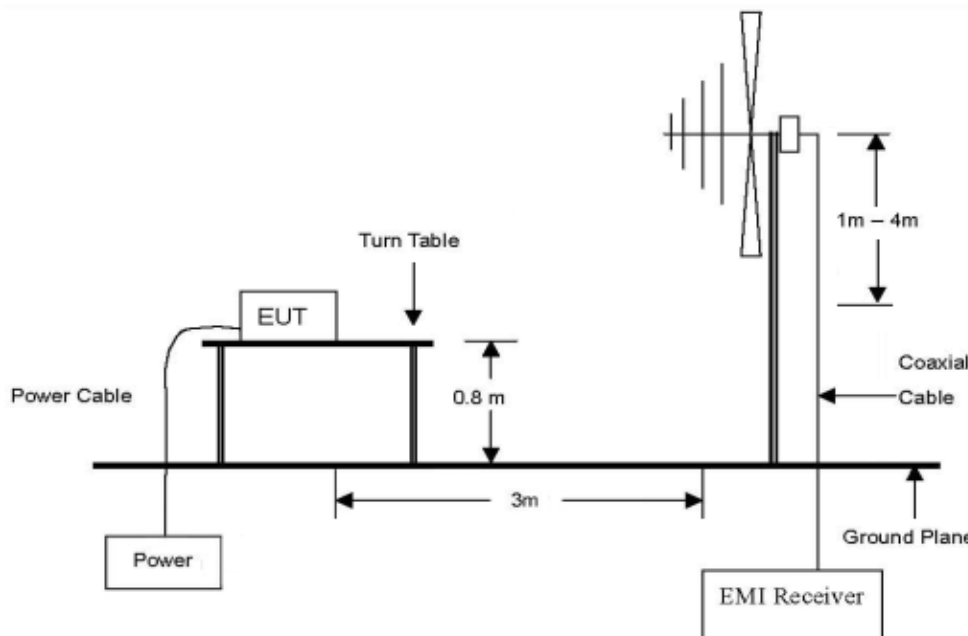 1m – 4m
Turn Table
EUT
Coaxial
Cable
Power Cable
0.8 m
3m
Ground Plane
Power
EMI Receiver